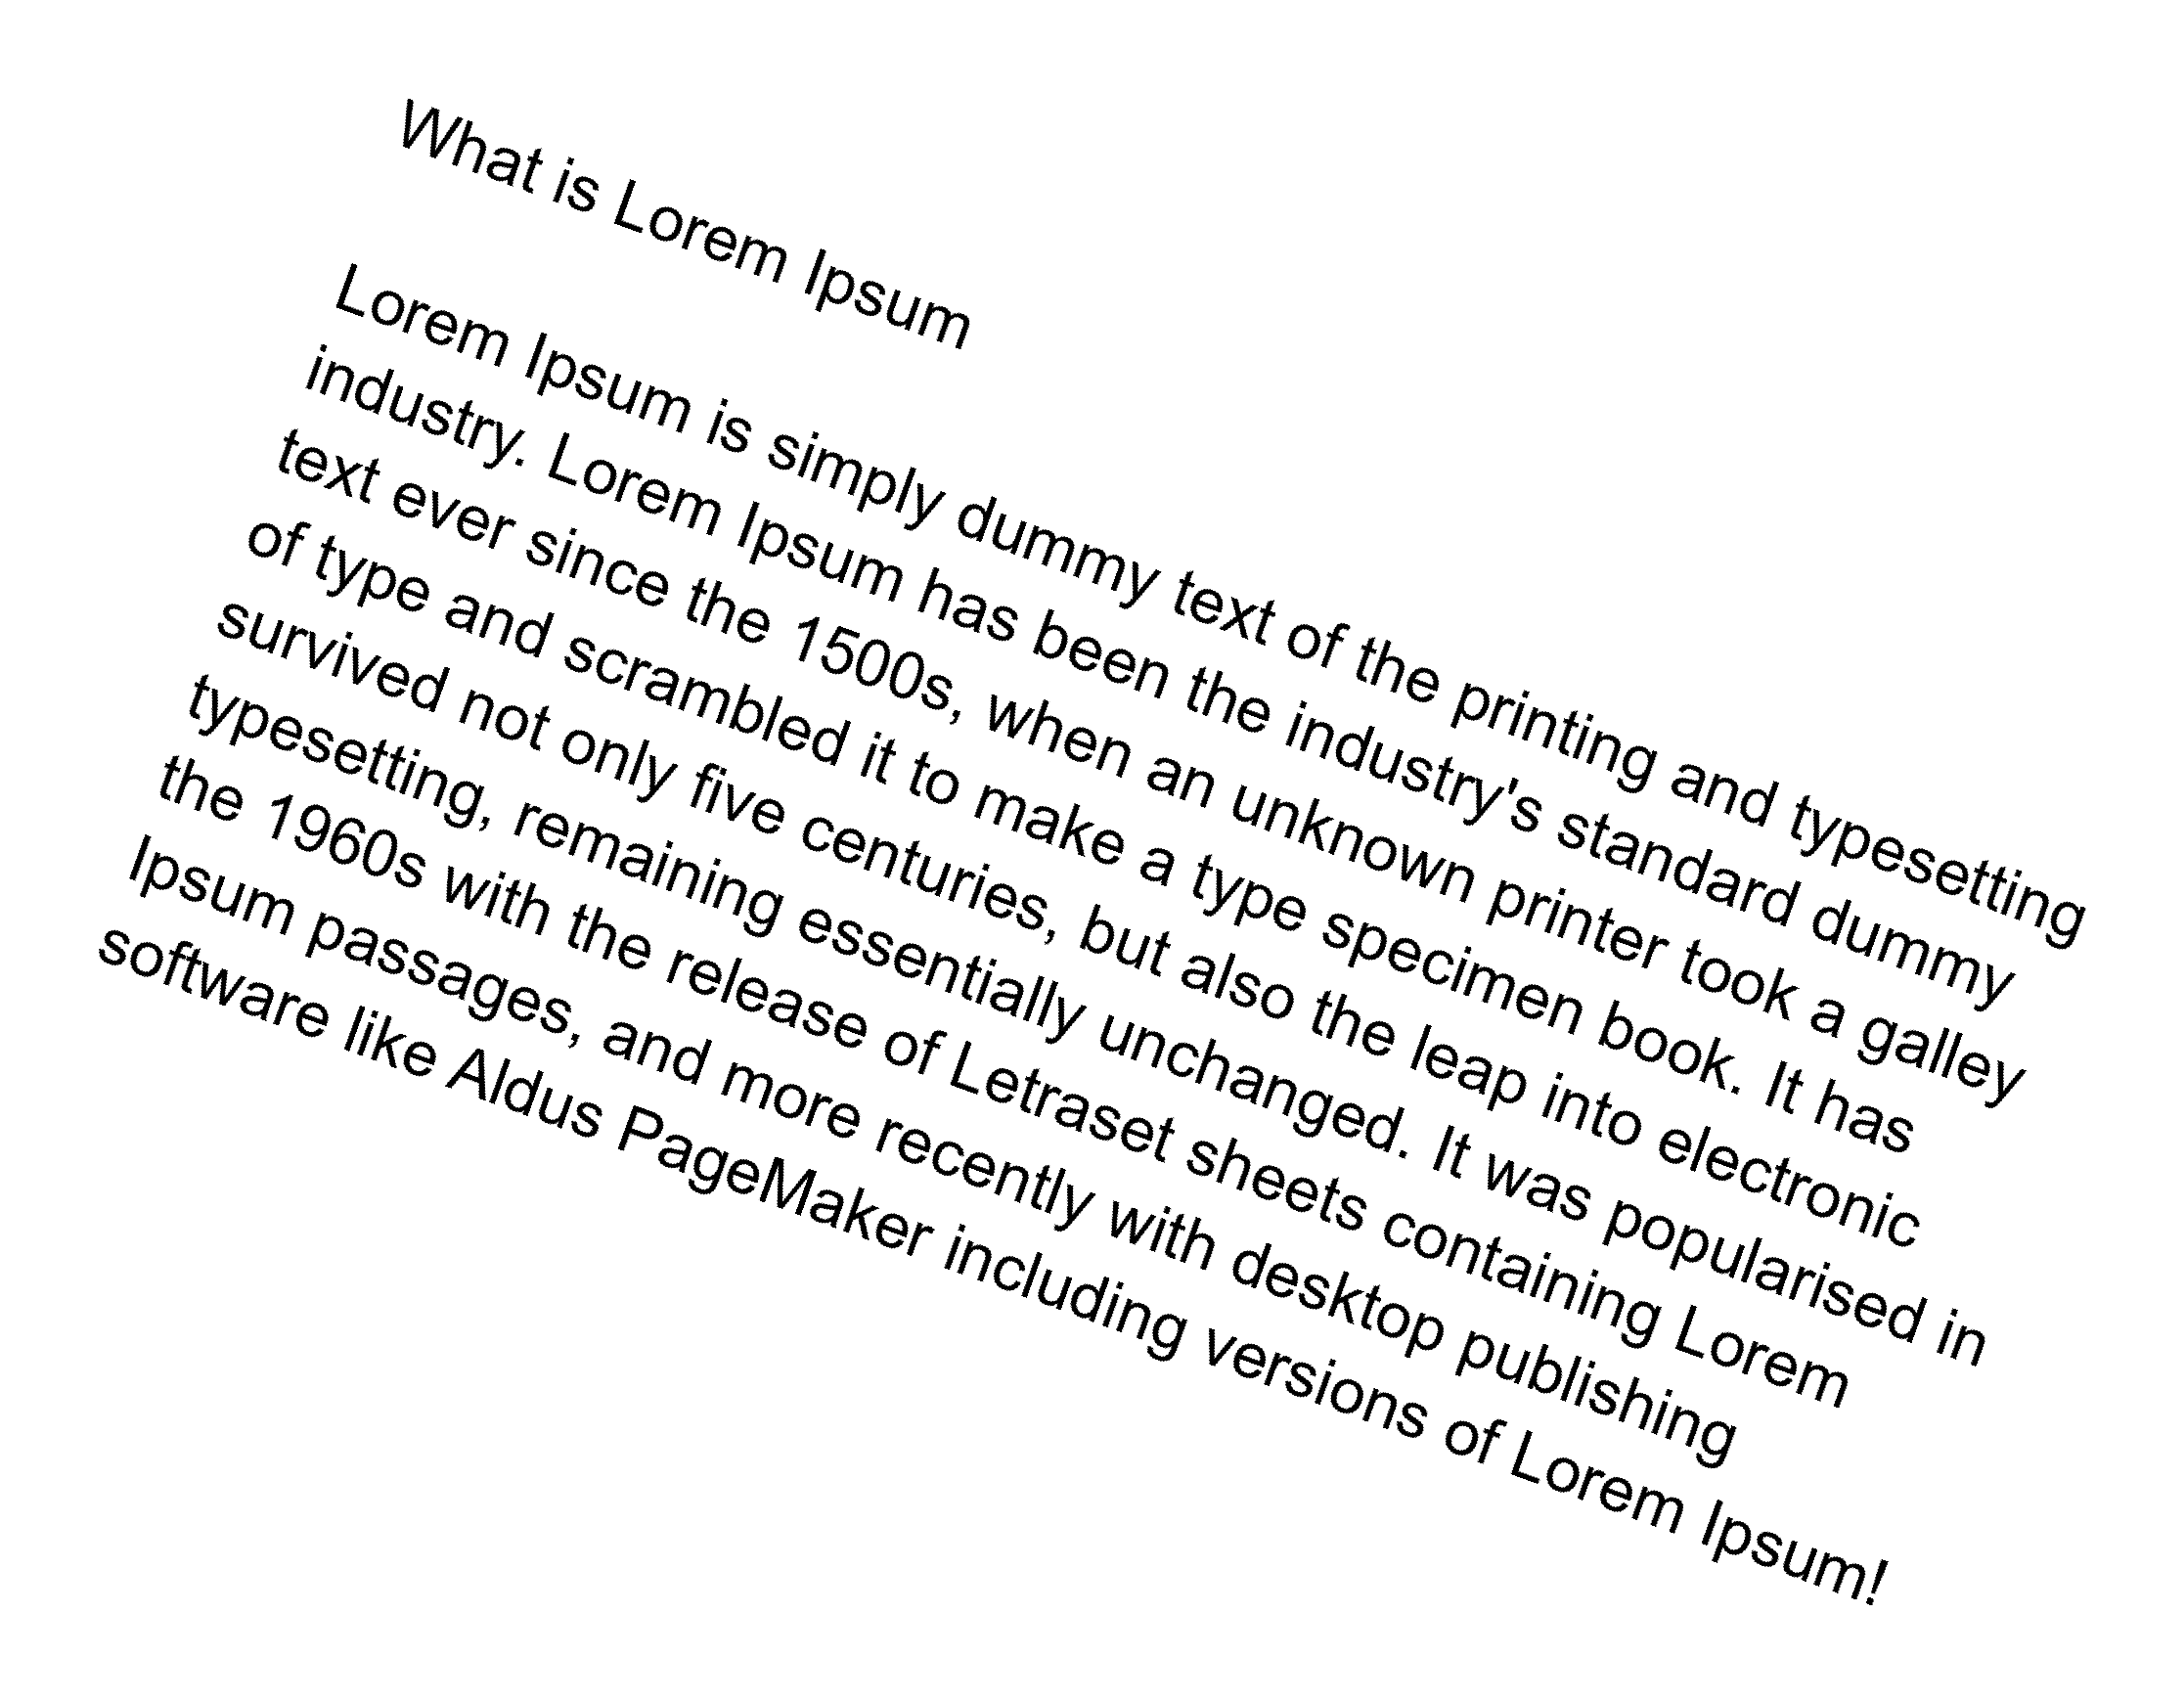 What is Lorem Ipsum
Lorem Ipsum is simply dummy text of the printing and typesetting
industry. Lorem Ipsum has been the industry's standard dummy
text ever since the 1500s, when an unknown printer took a galley
of type and scrambled it to make a type specimen book. It has
survived not only five centuries, but also the leap into electronic
typesetting, remaining essentially unchanged. It was popularised in
the 1960s with the release of Letraset sheets containing Lorem
Ipsum passages, and more recently with desktop publishing
software like Aldus PageMaker including versions of Lorem Ipsum!